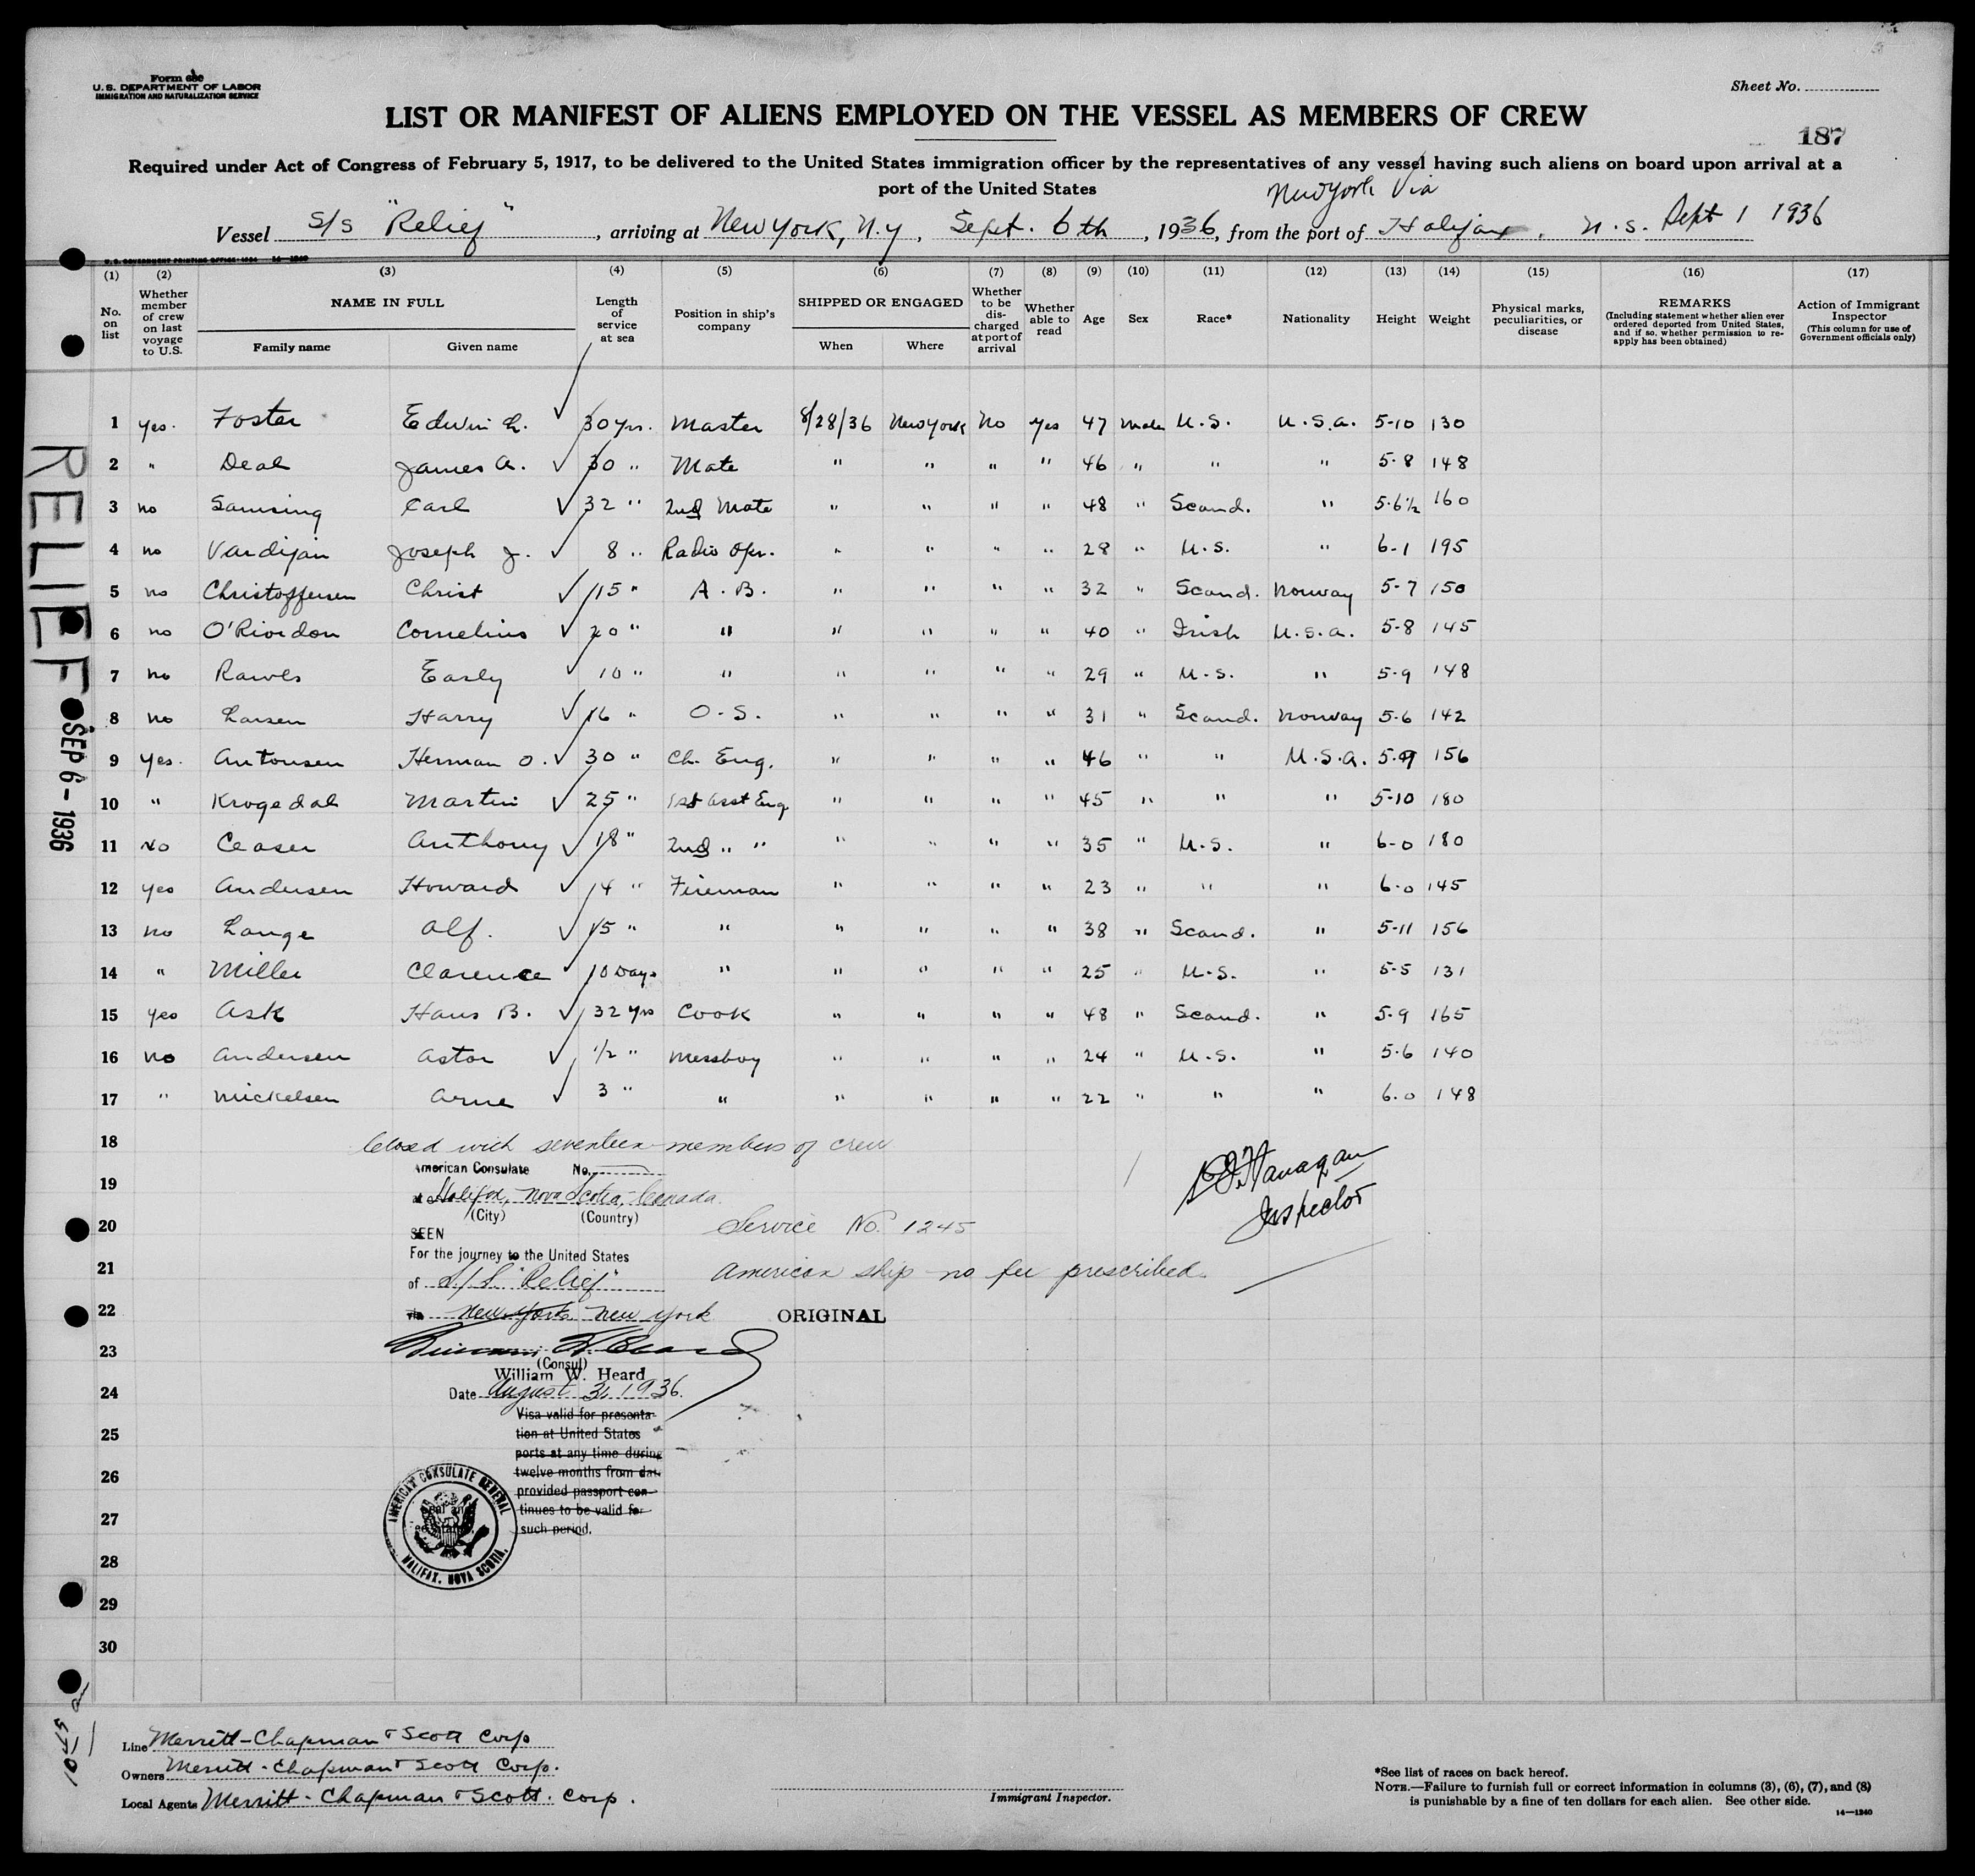 Form 680
U. S. DEPARTMENT OF LABOR
IMMIGRATION AND NATURALIZATION SERVICE
Sheet No.
LIST OR MANIFEST OF ALIENS EMPLOYED ON THE VESSEL AS MEMBERS OF CREW
187
Required under Act of Congress of February 5, 1917, to be delivered to the United States immigration officer by the representatives of any vessel having such aliens on board upon arrival at a
port of the United States
New York Via
Vessel S/S "Relief", arriving at New York, N.Y., Sept. 6th, 1936, from the port of Halifax, N.S. Sept 1 1936
U. S. GOVERNMENT PRINTING OFFICE: 1934 14-1240
(1) (2) (3) (4) (5) (6) (7) (8) (9) (10) (11) (12) (13) (14) (15) (16) (17)
No. on list
Whether member of crew on last voyage to U.S.
NAME IN FULL
Family name
Given name
Length of service at sea
Position in ship's company
SHIPPED OR ENGAGED
When
Where
Whether to be discharged at port of arrival
Whether able to read
Age
Sex
Race*
Nationality
Height
Weight
Physical marks, peculiarities, or disease
REMARKS
(Including statement whether alien ever ordered deported from United States, and if so, whether permission to reapply has been obtained)
Action of Immigrant Inspector
(This column for use of Government officials only)
1 yes. Foster Edwin L. 30 yrs. Master 8/28/36 New York No Yes 47 Male U.S. U.S.A. 5-10 130
2 " Deal James A. 30 " Mate " " " " 46 " " " 5-8 148
3 no Samsing Carl 32 " 2nd Mate " " " " 48 " Scand. " 5-6½ 160
4 no Vardijan Joseph J. 8 " Radio Opr. " " " " 28 " U.S. " 6-1 195
5 no Christoffersen Christ 15 " A.B. " " " " 32 " Scand. Norway 5-7 150
6 no O'Riordon Cornelius 20 " " " " " " 40 " Irish U.S.A. 5-8 145
7 no Rawls Early 10 " " " " " " 29 " U.S. " 5-9 148
8 no Larsen Harry 16 " O-S. " " " " 31 " Scand. Norway 5-6 142
9 yes. Antonsen Herman O. 30 " Ch. Eng. " " " " 46 " " U.S.A. 5-9 156
10 " Krogedal Martin 25 " 1st Asst Eng. " " " " 45 " " " 5-10 180
11 No Ceaser Anthony 18 " 2nd " " " " " " 35 " U.S. " 6-0 180
12 yes Andersen Howard 14 " Fireman " " " " 23 " " " 6-0 145
13 no Lange Alf. 15 " " " " " " 38 " Scand. " 5-11 156
14 " Miller Clarence 10 Days " " " " " 25 " U.S. " 5-5 131
15 yes Ask Hans B. 32 yrs Cook " " " " 48 " Scand. " 5-9 165
16 no Andersen Astor 1/2 " Messboy " " " " 24 " U.S. " 5-6 140
17 " Mickelsen Arne 3 " " " " " " 22 " " " 6-0 148
18
19
20
21
22
23
24
25
26
27
28
29
30
Closed with seventeen members of crew
American Consulate No.
at Halifax, Nova Scotia, Canada
(City) (Country)
SEEN
Service No. 1245
For the journey to the United States
of S/S "Relief"
American ship no fee prescribed.
via New York New York
ORIGINAL
(Consul)
William W. Heard
Date August 31, 1936.
Visa valid for presenta-
tion at United States
ports at any time during
twelve months from dat
provided passport con-
tinues to be valid for
such period.
AMERICAN CONSULATE GENERAL
HALIFAX, NOVA SCOTIA.
Inspector
RELIEF
SEP 6 - 1936
Line Merritt-Chapman & Scott Corp
Owners Merritt-Chapman & Scott Corp.
Local Agents Merritt-Chapman & Scott. Corp.
Immigrant Inspector.
*See list of races on back hereof.
NOTE.—Failure to furnish full or correct information in columns (3), (6), (7), and (8)
is punishable by a fine of ten dollars for each alien. See other side.
14—1240